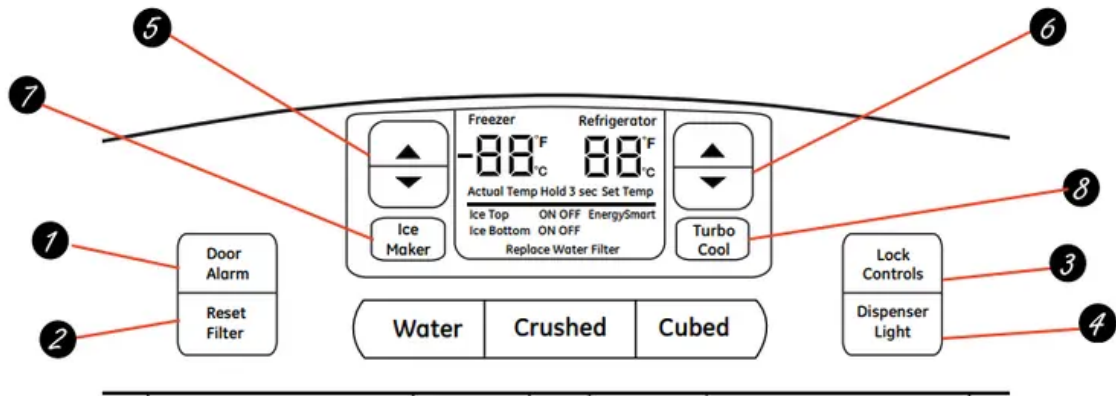 5
6
7
Freezer Refrigerator
-88°F 88°F
°C °C
Actual Temp Hold 3 sec Set Temp
Ice Top ON OFF EnergySmart
Ice Bottom ON OFF
Replace Water Filter
Ice
Maker
Turbo
Cool
8
1
Door
Alarm
Reset
Filter
2
Lock
Controls
3
Dispenser
Light
4
Water Crushed Cubed